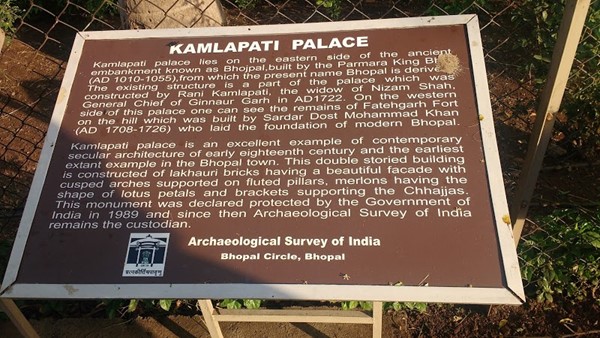 KAMLAPATI PALACE
Kamlapati palace lies on the eastern side of the ancient
embankment known as Bhojpal,built by the Parmara King
(AD 1010-1055),from which the present name Bhopal is
The existing structure is a part of the palace which was
constructed by Rani Kamlapati, the widow of Nizam Shah,
General Chief of Ginnaur Garh in AD1722. On the western
side of this palace one can see the remains of Fatehgarh Fort
on the hill which was built by Sardar Dost Mohammad Khan
(AD 1708-1726) who laid the foundation of modern Bhopal.
Kamlapati palace is an excellent example of contemporary
secular architecture of early eighteenth century and the earliest
extant example in the Bhopal town. This double storied building
is constructed of lakhauri bricks having a beautiful facade with
cusped arches supported on fluted pillars, merlons having the
shape of lotus petals and brackets supporting the Chhajjas.
This monument was declared protected by the Government of
India in 1989 and since then Archaeological Survey of India
remains the custodian.
Archaeological Survey of India
Bhopal Circle, Bhopal